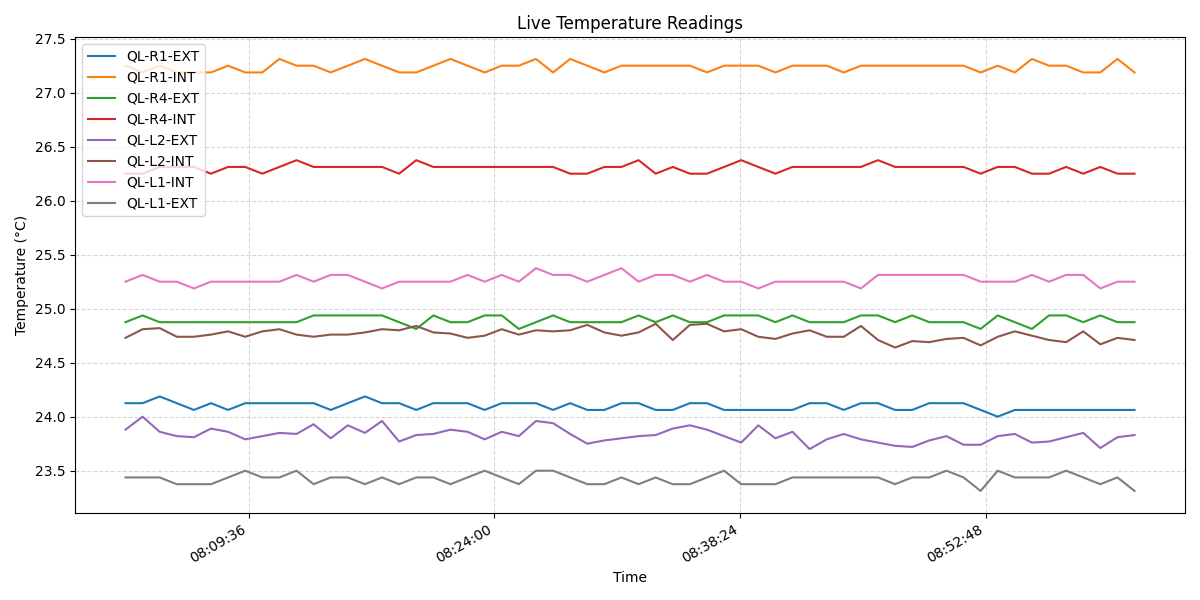 Live Temperature Readings
27.5
27.0
26.5
26.0
25.5
25.0
24.5
24.0
23.5
Temperature (°C)
QL-R1-EXT
QL-R1-INT
QL-R4-EXT
QL-R4-INT
QL-L2-EXT
QL-L2-INT
QL-L1-INT
QL-L1-EXT
08:09:36
08:24:00
08:38:24
08:52:48
Time